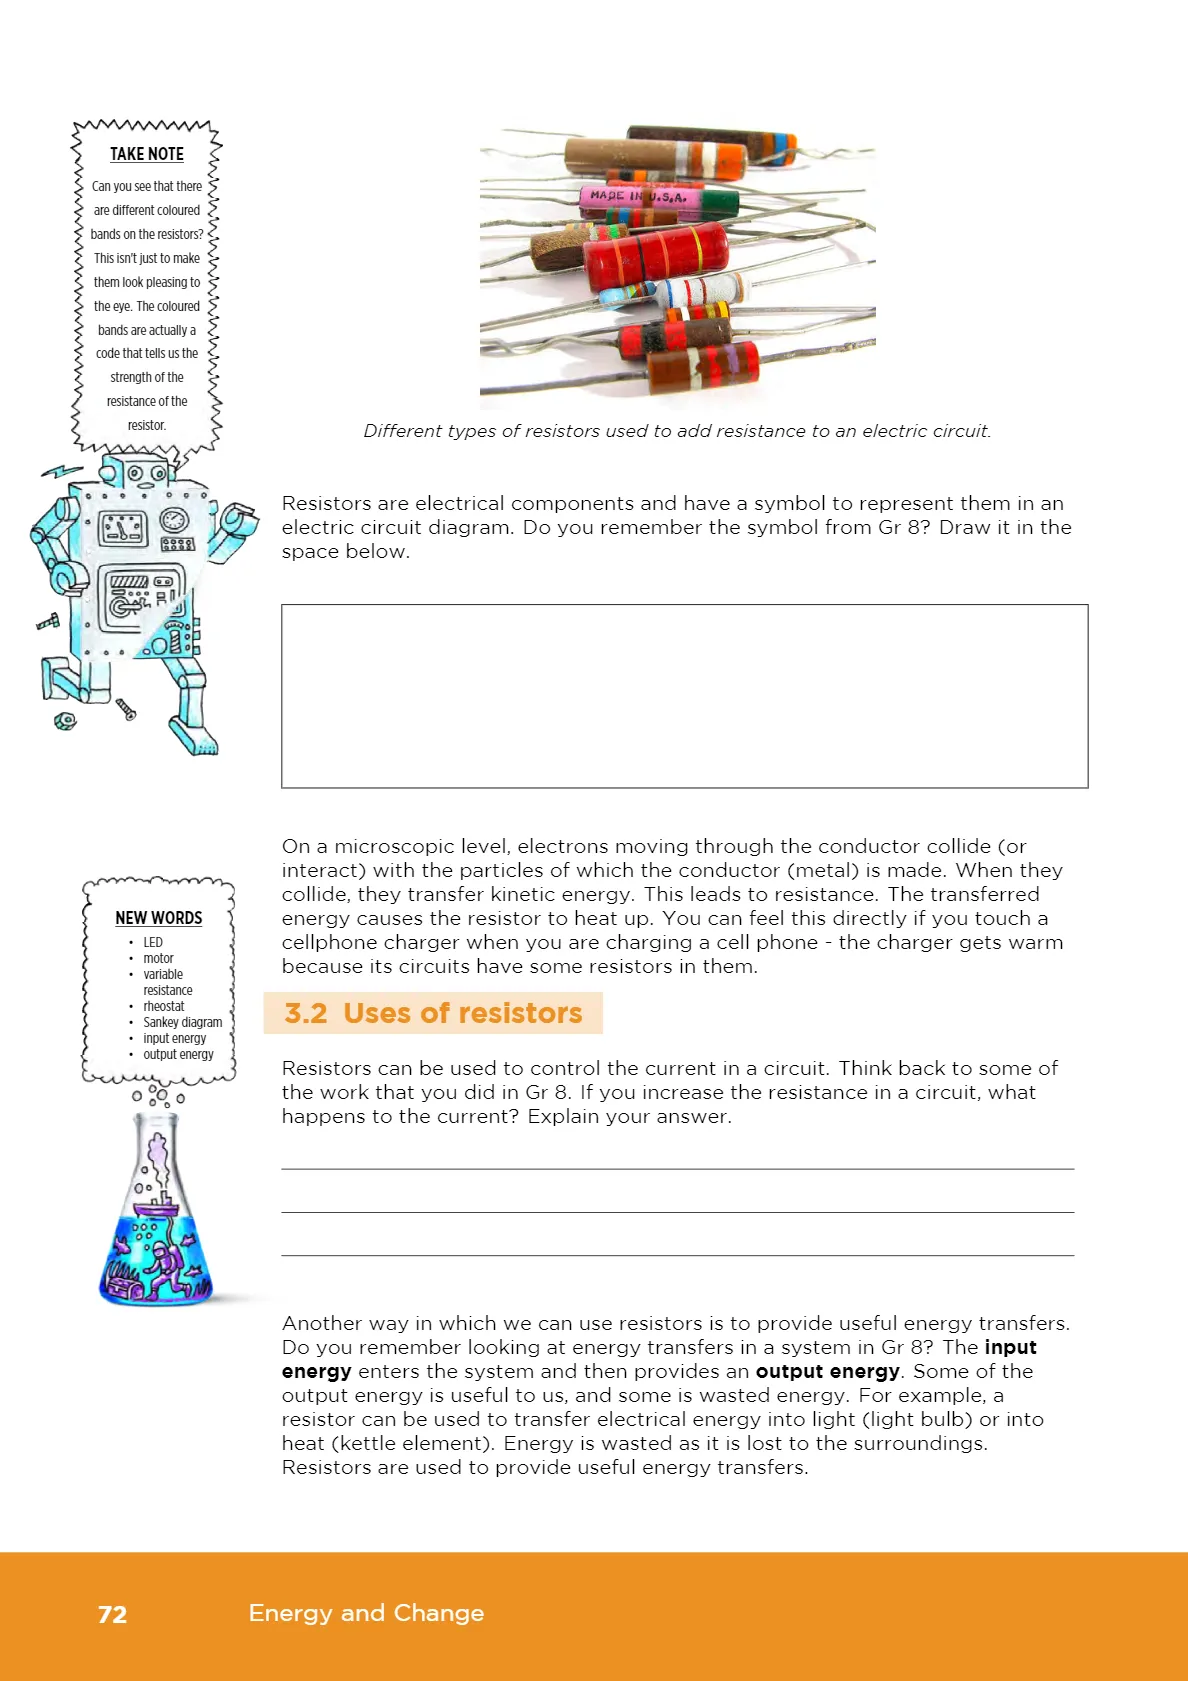 TAKE NOTE
Can you see that there
are different coloured
bands on the resistors?
This isn't just to make
them look pleasing to
the eye. The coloured
bands are actually a
code that tells us the
strength of the
resistance of the
resistor.
MADE IN U.S.A.
Different types of resistors used to add resistance to an electric circuit.
Resistors are electrical components and have a symbol to represent them in an
electric circuit diagram. Do you remember the symbol from Gr 8? Draw it in the
space below.
On a microscopic level, electrons moving through the conductor collide (or
interact) with the particles of which the conductor (metal) is made. When they
collide, they transfer kinetic energy. This leads to resistance. The transferred
energy causes the resistor to heat up. You can feel this directly if you touch a
cellphone charger when you are charging a cell phone - the charger gets warm
because its circuits have some resistors in them.
NEW WORDS
• LED
• motor
• variable
resistance
• rheostat
• Sankey diagram
• input energy
• output energy
3.2 Uses of resistors
Resistors can be used to control the current in a circuit. Think back to some of
the work that you did in Gr 8. If you increase the resistance in a circuit, what
happens to the current? Explain your answer.
Another way in which we can use resistors is to provide useful energy transfers.
Do you remember looking at energy transfers in a system in Gr 8? The input
energy enters the system and then provides an output energy. Some of the
output energy is useful to us, and some is wasted energy. For example, a
resistor can be used to transfer electrical energy into light (light bulb) or into
heat (kettle element). Energy is wasted as it is lost to the surroundings.
Resistors are used to provide useful energy transfers.
72 Energy and Change